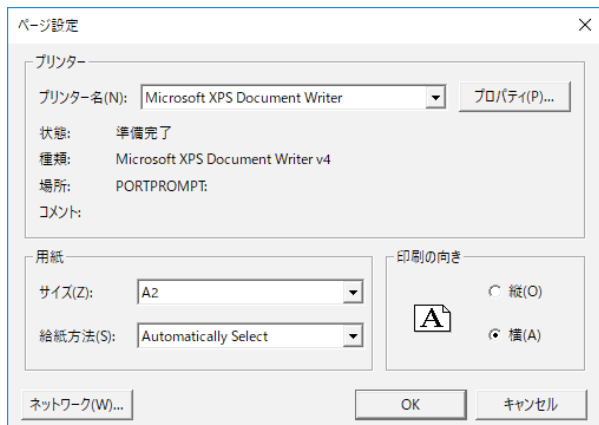 ページ設定
プリンター
プリンター名(N): Microsoft XPS Document Writer プロパティ(P)...
状態: 準備完了
種類: Microsoft XPS Document Writer v4
場所: PORTPROMPT:
コメント:
用紙
サイズ(Z): A2
給紙方法(S): Automatically Select
印刷の向き
A
縦(O)
横(A)
ネットワーク(W)... OK キャンセル